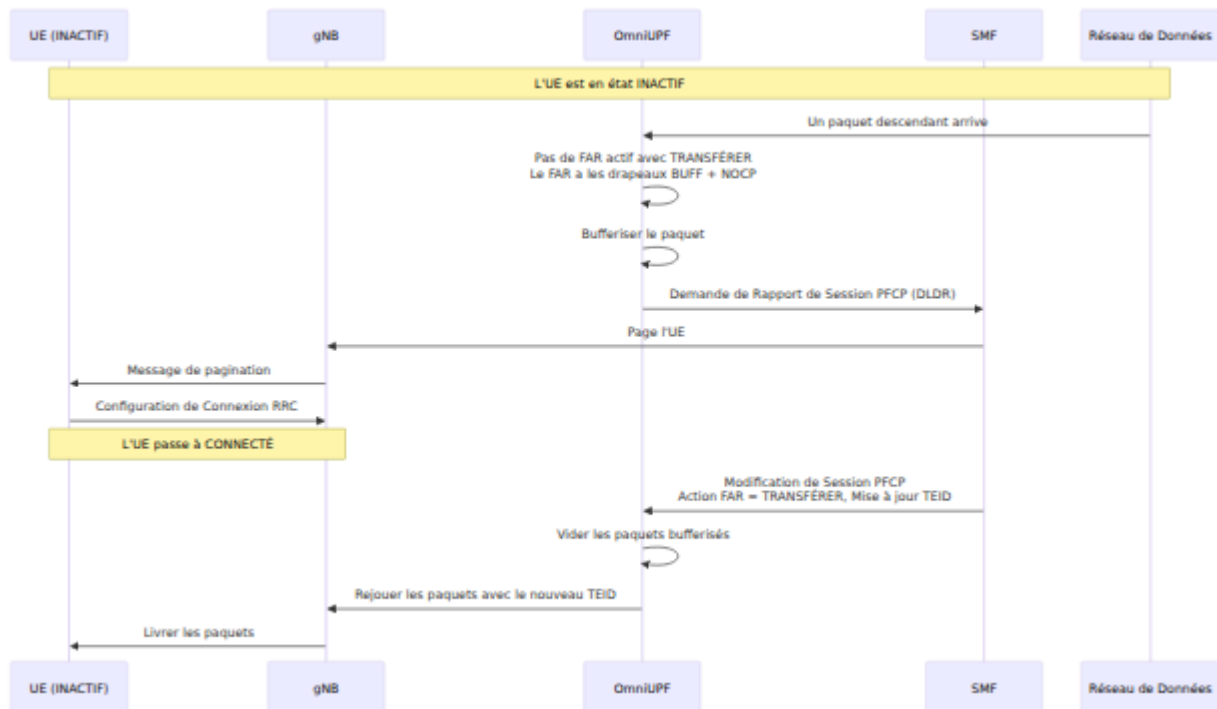 UE (INACTIF)
gNB
OmniUPF
SMF
Réseau de Données
L'UE est en état INACTIF
Un paquet descendant arrive
Pas de FAR actif avec TRANSFÉRER
Le FAR a les drapeaux BUFF + NOCP
Bufferiser le paquet
Demande de Rapport de Session PFCP (DLDR)
Page l'UE
Message de pagination
Configuration de Connexion RRC
L'UE passe à CONNECTÉ
Modification de Session PFCP
Action FAR = TRANSFÉRER, Mise à jour TEID
Vider les paquets bufferisés
Rejouer les paquets avec le nouveau TEID
Livrer les paquets
UE (INACTIF)
gNB
OmniUPF
SMF
Réseau de Données